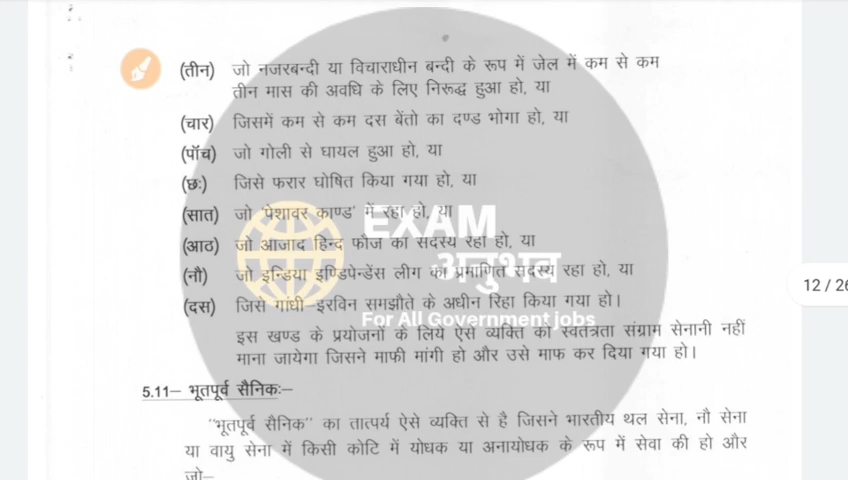 (तीन) जो नजरबन्दी या विचाराधीन बन्दी के रूप में जेल में कम से कम
तीन मास की अवधि के लिए निरूद्ध हुआ हो, या
(चार) जिसमें कम से कम दस बेंतो का दण्ड भोगा हो, या
(पॉच) जो गोली से घायल हुआ हो, या
(छः) जिसे फरार घोषित किया गया हो, या
(सात) जो 'पेशावर काण्ड' में रहा हो, या
(आठ) जो आजाद हिन्द फौज का सदस्य रहा हो, या
(नौ) जो इन्डिया इण्डिपेन्डेंस लीग का प्रमाणित सदस्य रहा हो, या
(दस) जिसे गांधी–इरविन समझौते के अधीन रिहा किया गया हो।
इस खण्ड के प्रयोजनों के लिये ऐसे व्यक्ति को स्वतंत्रता संग्राम सेनानी नहीं
माना जायेगा जिसने माफी मांगी हो और उसे माफ कर दिया गया हो।
5.11– भूतपूर्व सैनिकः–
"भूतपूर्व सैनिक" का तात्पर्य ऐसे व्यक्ति से है जिसने भारतीय थल सेना, नौ सेना
या वायु सेना में किसी कोटि में योधक या अनायोधक के रूप में सेवा की हो और
जो–
EXAM
अनुभव
For All Government jobs
12 / 26